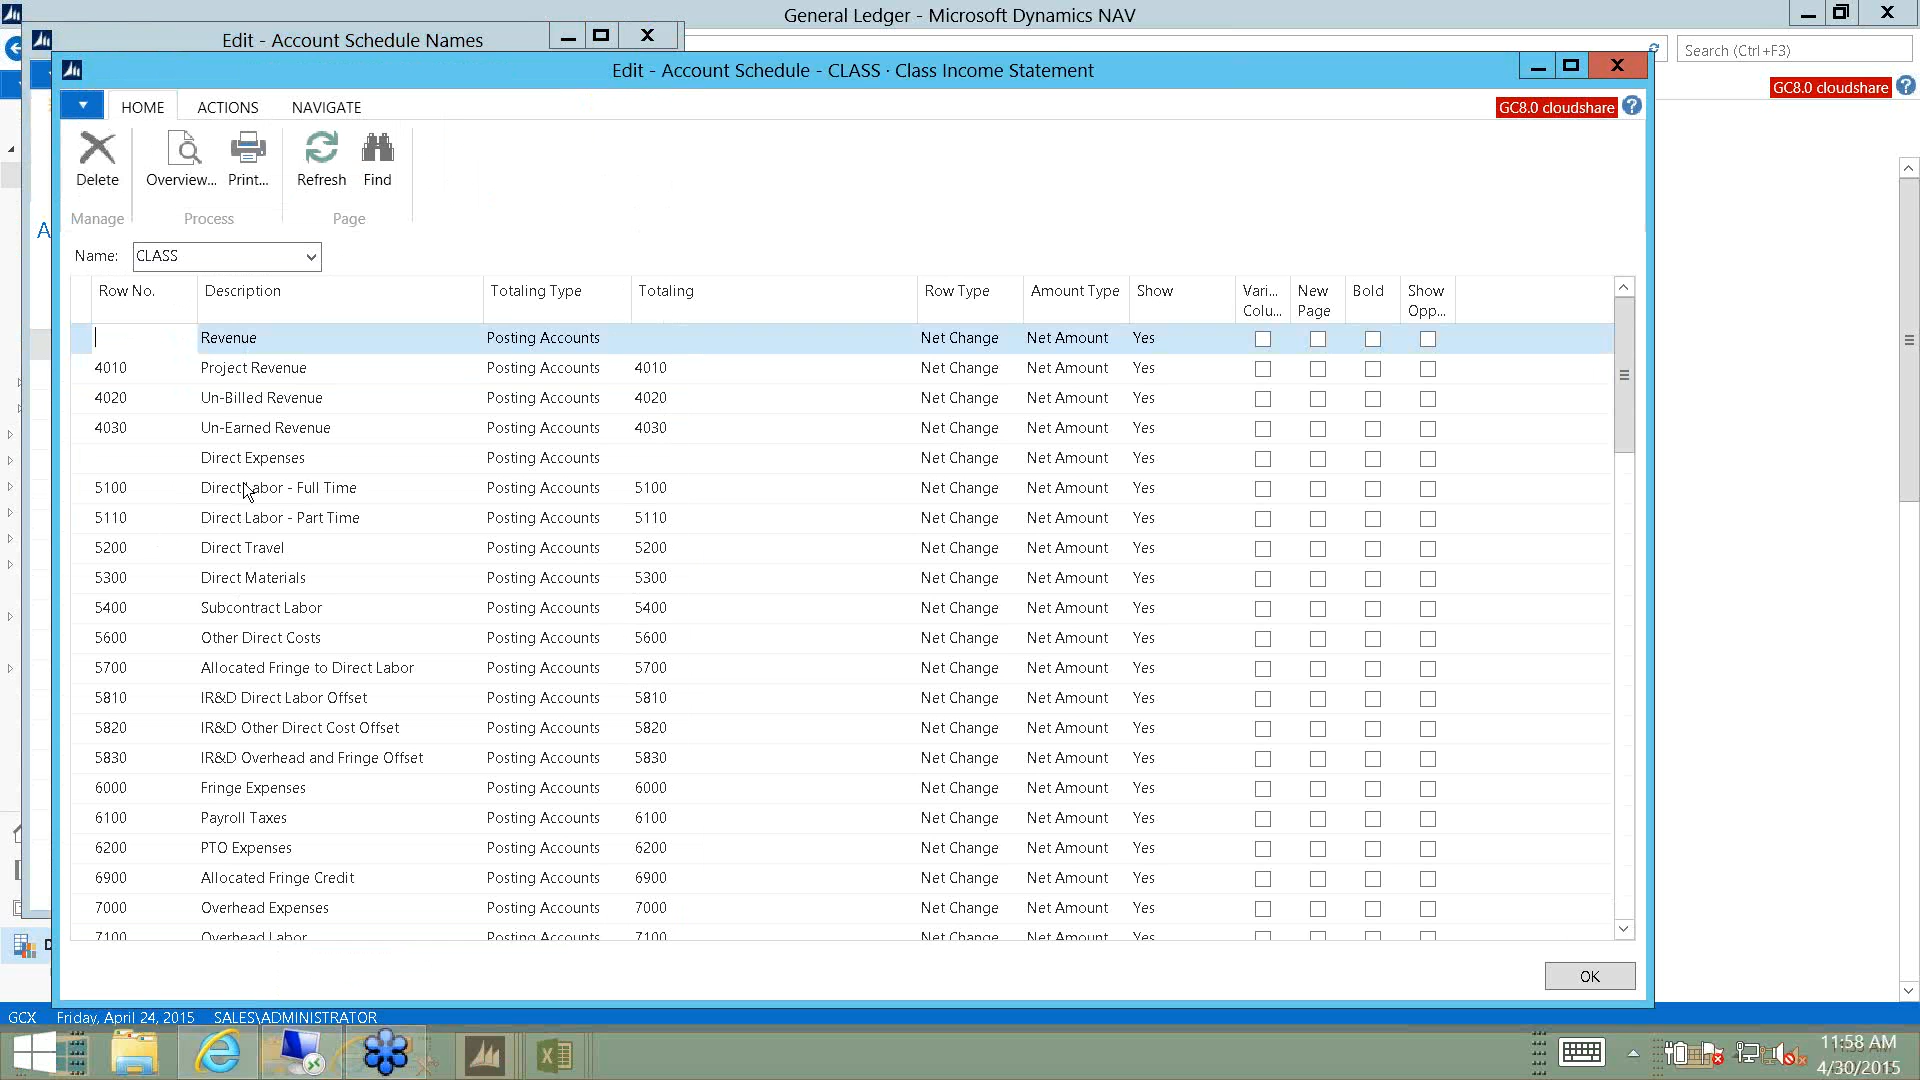 General Ledger - Microsoft Dynamics NAV
Edit - Account Schedule Names
Search (Ctrl+F3)
Edit - Account Schedule - CLASS · Class Income Statement
GC8.0 cloudshare
HOME ACTIONS NAVIGATE
GC8.0 cloudshare
Delete Overview... Print... Refresh Find
Manage Process Page
Name: CLASS
Row No. Description Totaling Type Totaling Row Type Amount Type Show Vari... Colu... New Page Bold Show Opp...
Revenue Posting Accounts Net Change Net Amount Yes
4010 Project Revenue Posting Accounts 4010 Net Change Net Amount Yes
4020 Un-Billed Revenue Posting Accounts 4020 Net Change Net Amount Yes
4030 Un-Earned Revenue Posting Accounts 4030 Net Change Net Amount Yes
Direct Expenses Posting Accounts Net Change Net Amount Yes
5100 Direct Labor - Full Time Posting Accounts 5100 Net Change Net Amount Yes
5110 Direct Labor - Part Time Posting Accounts 5110 Net Change Net Amount Yes
5200 Direct Travel Posting Accounts 5200 Net Change Net Amount Yes
5300 Direct Materials Posting Accounts 5300 Net Change Net Amount Yes
5400 Subcontract Labor Posting Accounts 5400 Net Change Net Amount Yes
5600 Other Direct Costs Posting Accounts 5600 Net Change Net Amount Yes
5700 Allocated Fringe to Direct Labor Posting Accounts 5700 Net Change Net Amount Yes
5810 IR&D Direct Labor Offset Posting Accounts 5810 Net Change Net Amount Yes
5820 IR&D Other Direct Cost Offset Posting Accounts 5820 Net Change Net Amount Yes
5830 IR&D Overhead and Fringe Offset Posting Accounts 5830 Net Change Net Amount Yes
6000 Fringe Expenses Posting Accounts 6000 Net Change Net Amount Yes
6100 Payroll Taxes Posting Accounts 6100 Net Change Net Amount Yes
6200 PTO Expenses Posting Accounts 6200 Net Change Net Amount Yes
6900 Allocated Fringe Credit Posting Accounts 6900 Net Change Net Amount Yes
7000 Overhead Expenses Posting Accounts 7000 Net Change Net Amount Yes
7100 Overhead Labor Posting Accounts 7100 Net Change Net Amount Yes
OK
GCX Friday, April 24, 2015 SALES\ADMINISTRATOR
11:58 AM
4/30/2015